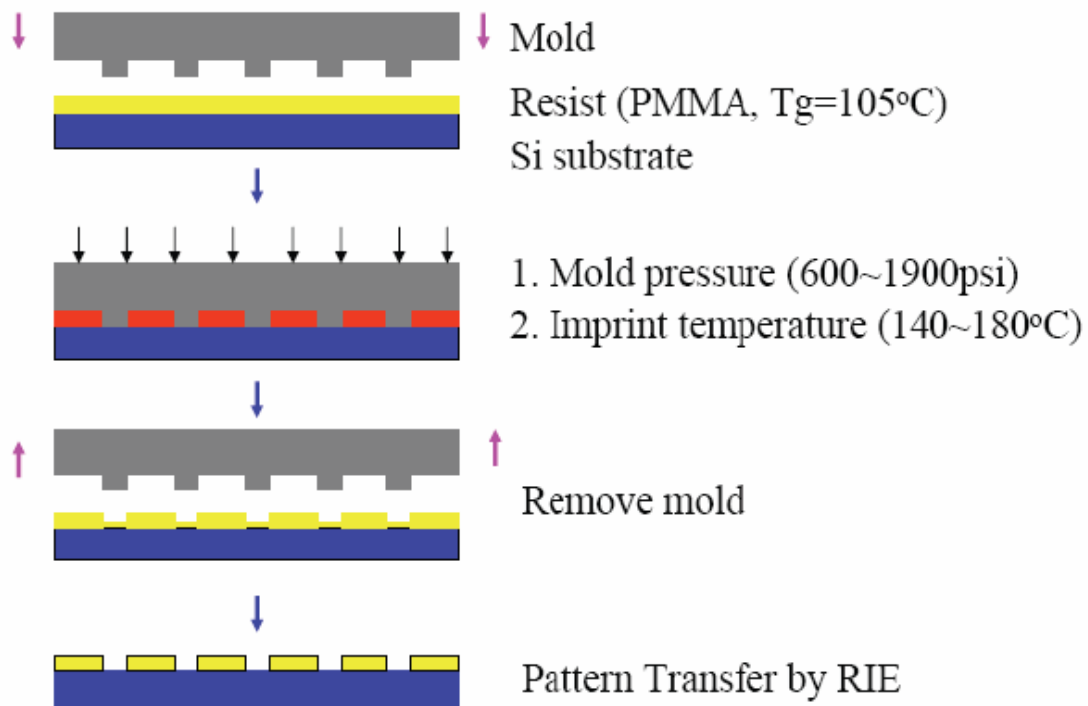 Mold
Resist (PMMA, Tg=105ºC)
Si substrate
1. Mold pressure (600~1900psi)
2. Imprint temperature (140~180ºC)
Remove mold
Pattern Transfer by RIE